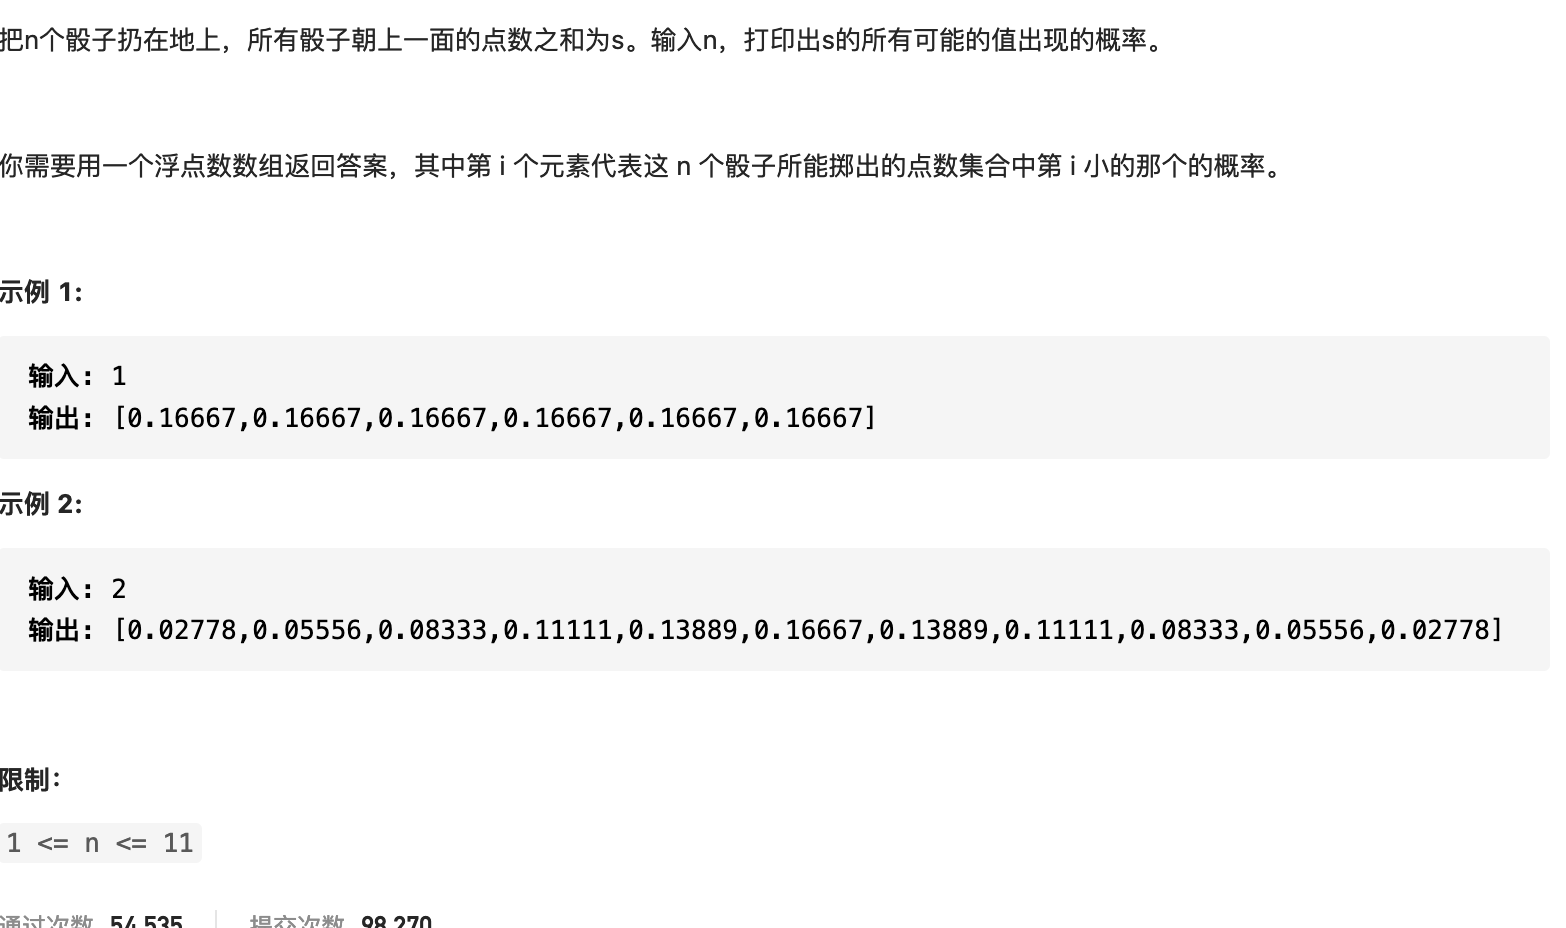 把n个骰子扔在地上，所有骰子朝上一面的点数之和为s。输入n，打印出s的所有可能的值出现的概率。
你需要用一个浮点数数组返回答案，其中第 i 个元素代表这 n 个骰子所能掷出的点数集合中第 i 小的那个的概率。
示例 1:
输入: 1
输出: [0.16667,0.16667,0.16667,0.16667,0.16667,0.16667]
示例 2:
输入: 2
输出: [0.02778,0.05556,0.08333,0.11111,0.13889,0.16667,0.13889,0.11111,0.08333,0.05556,0.02778]
限制：
1 <= n <= 11
通过次数 54,535 提交次数 98,270